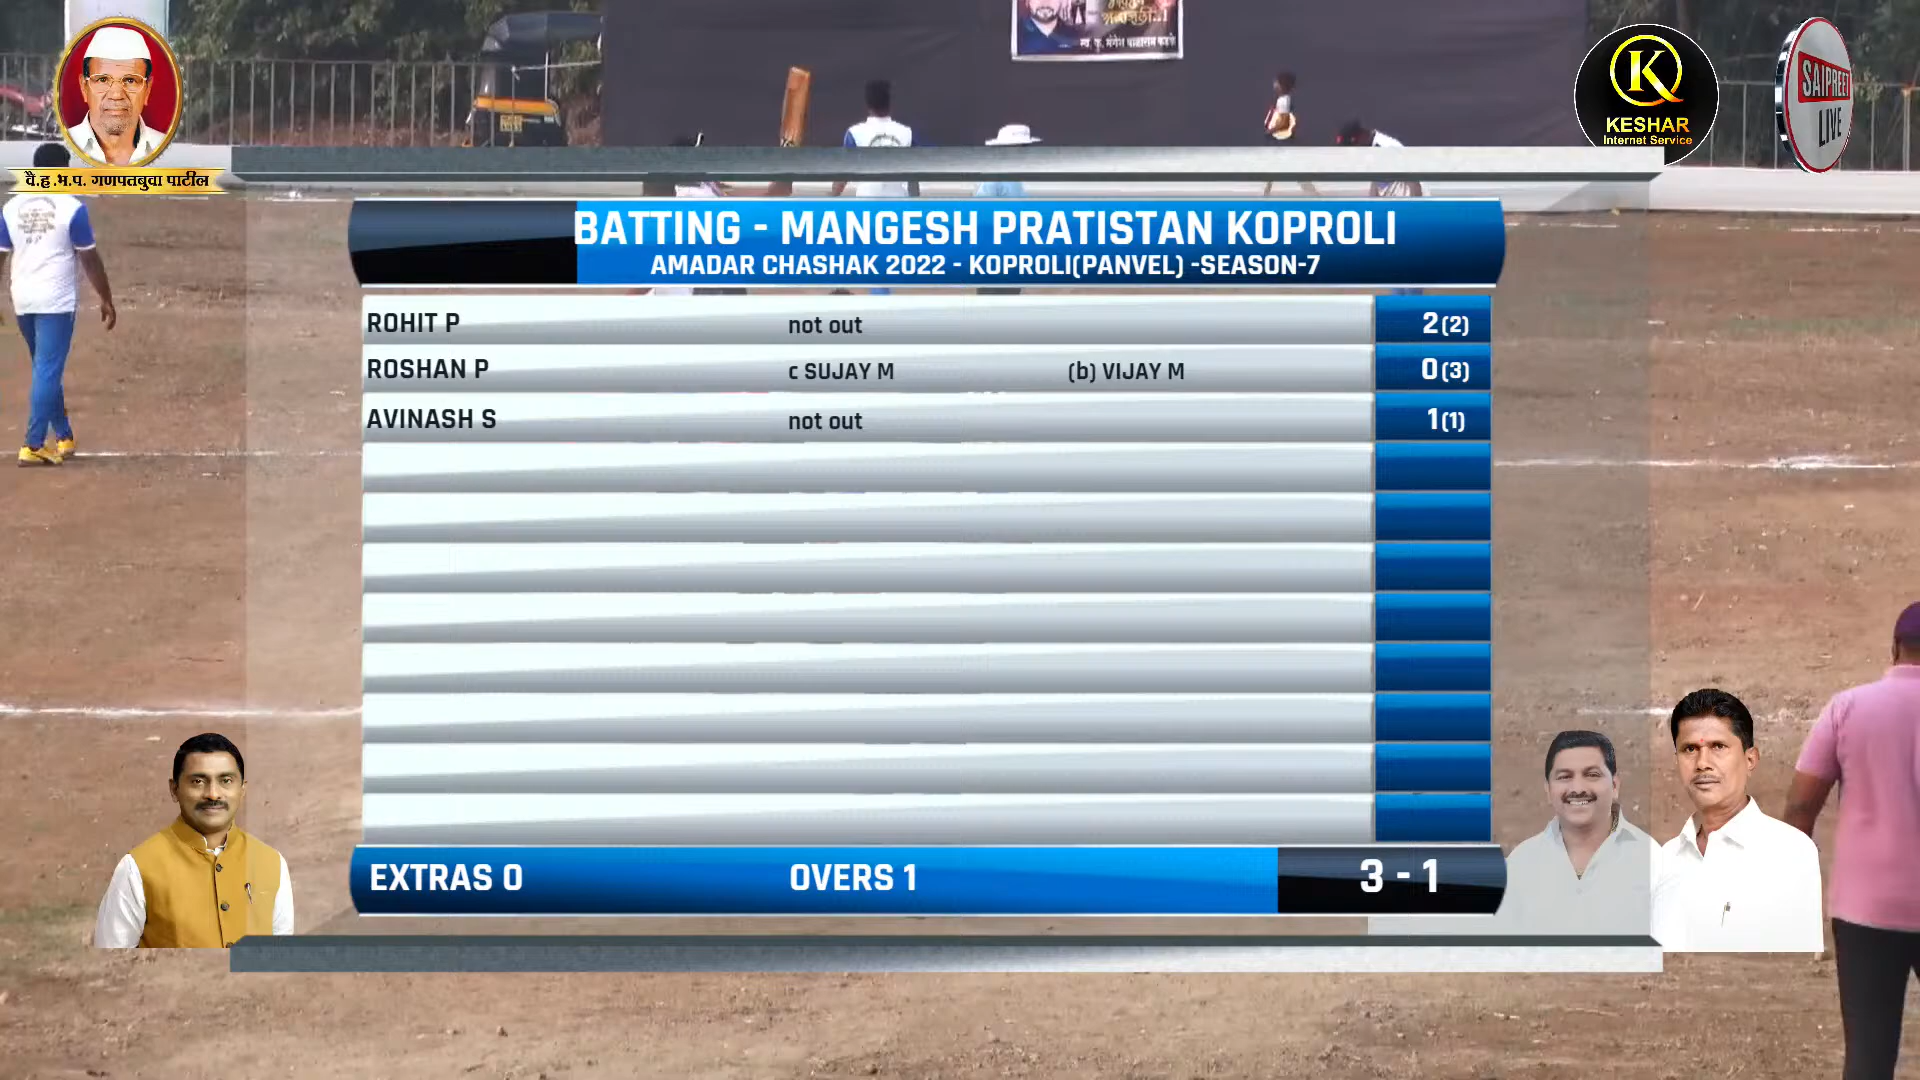 स्व. कु. मंगेश
वै.ह.भ.प. गणपतबुवा पाटील
K
KESHAR
Internet Service
SAIPREET
LIVE
BATTING - MANGESH PRATISTAN KOPROLI
AMADAR CHASHAK 2022 - KOPROLI(PANVEL) -SEASON-7
ROHIT P not out 2(2)
ROSHAN P c SUJAY M (b) VIJAY M 0(3)
AVINASH S not out 1(1)
EXTRAS 0 OVERS 1 3 - 1